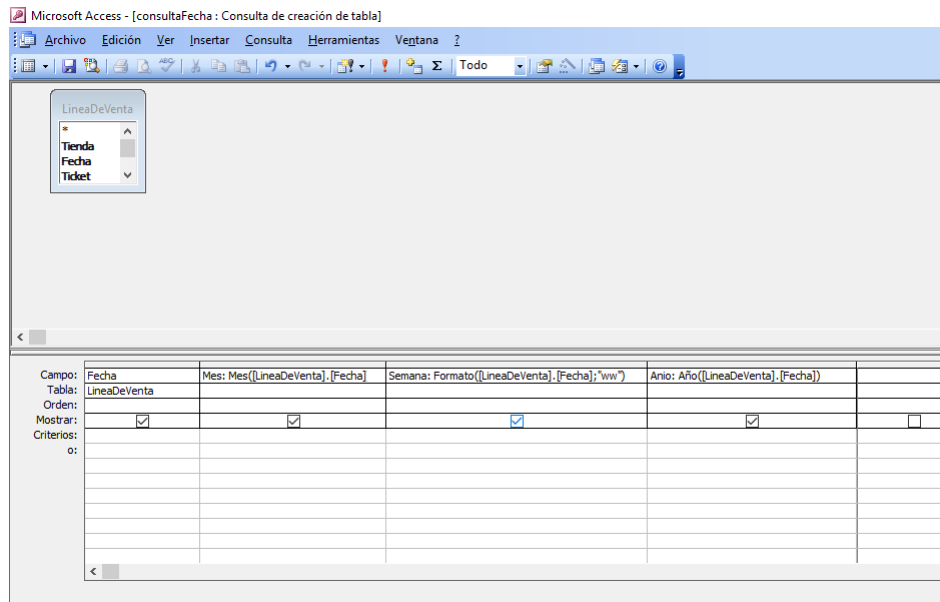 Microsoft Access - [consultaFecha : Consulta de creación de tabla]
Archivo Edición Ver Insertar Consulta Herramientas Ventana ?
ABC Σ Todo
LineaDeVenta
*
Tienda
Fecha
Ticket
Campo: Fecha Mes: Mes([LineaDeVenta].[Fecha] Semana: Formato([LineaDeVenta].[Fecha];"ww") Anio: Año([LineaDeVenta].[Fecha])
Tabla: LineaDeVenta
Orden:
Mostrar:
Criterios:
o: